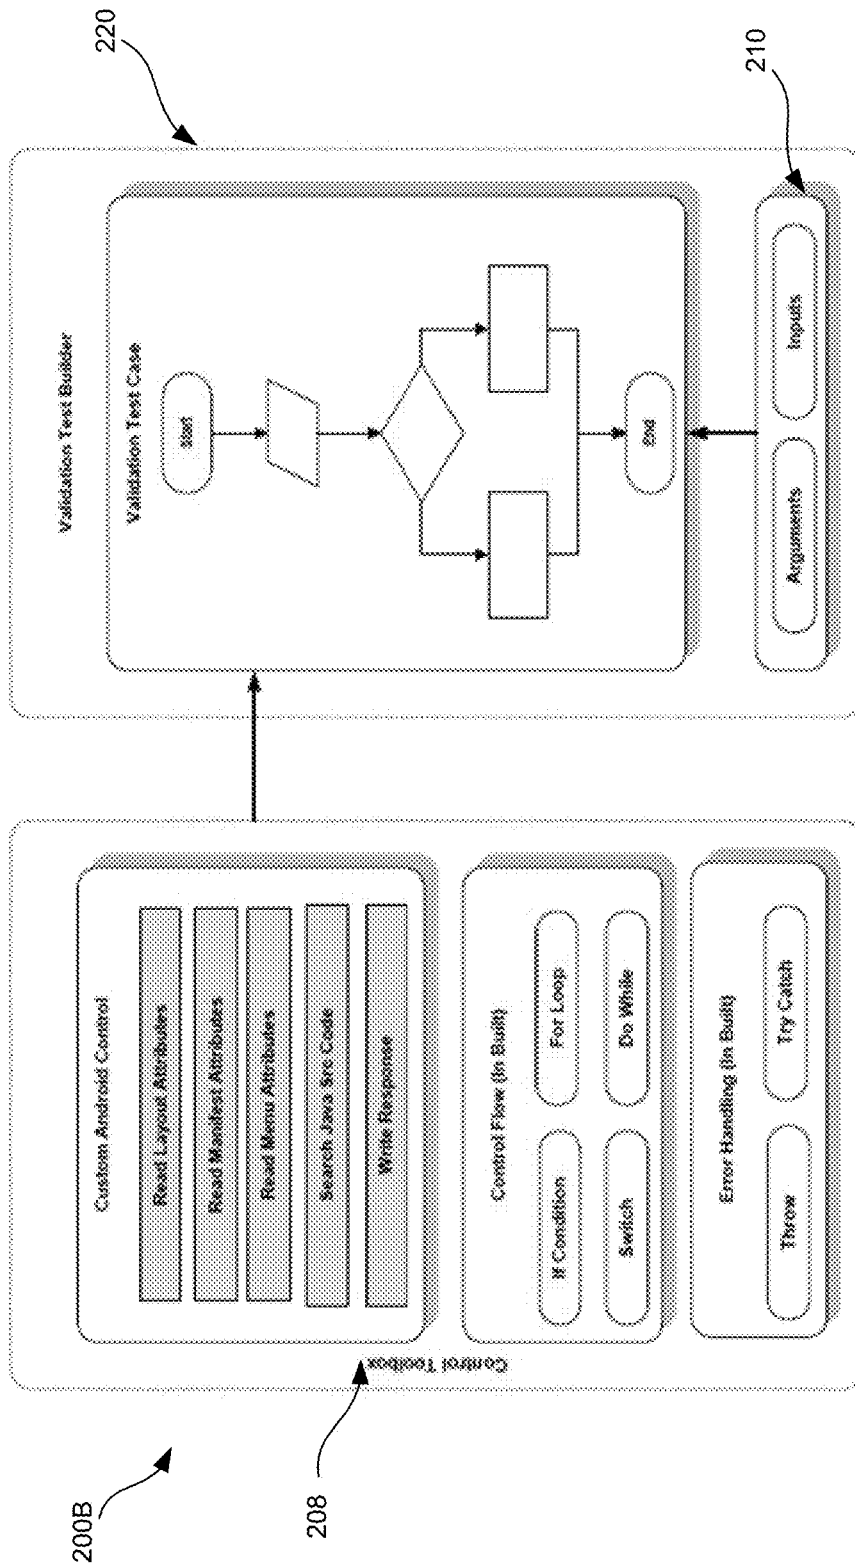 200B
208
Control Toolbox
Custom Android Control
Read Layout Attributes
Read Manifest Attributes
Read Menu Attributes
Search Java Src Code
Write Response
Control Flow (In Built)
If Condition
For Loop
Switch
Do While
Error Handling (In Built)
Throw
Try Catch
220
Validation Test Builder
Validation Test Case
Start
End
210
Arguments
Inputs